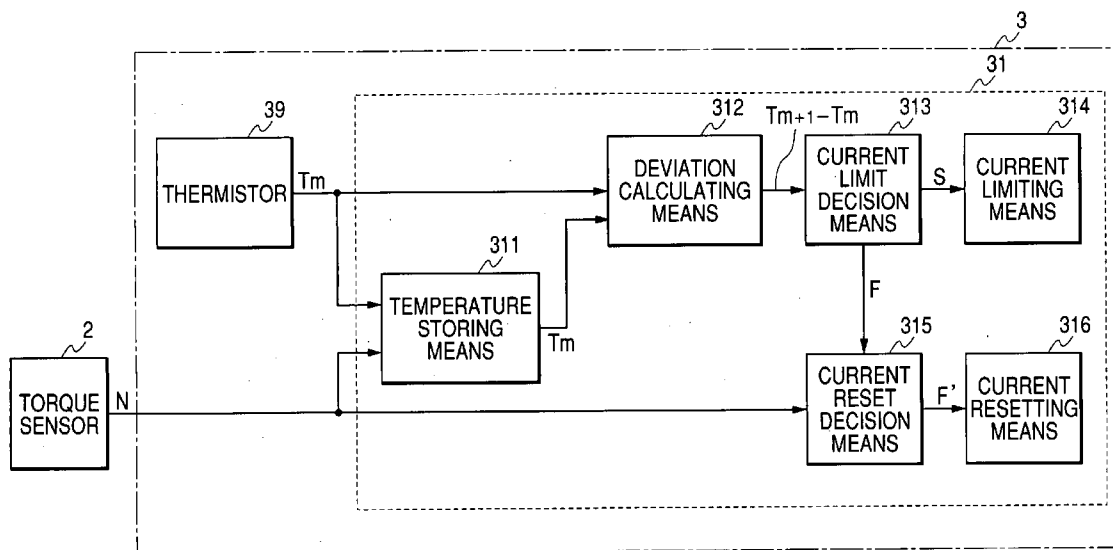 3
31
39
THERMISTOR
Tm
312
DEVIATION
CALCULATING
MEANS
Tm+1-Tm
313
CURRENT
LIMIT
DECISION
MEANS
S
314
CURRENT
LIMITING
MEANS
311
TEMPERATURE
STORING
MEANS
Tm
F
2
TORQUE
SENSOR
N
315
CURRENT
RESET
DECISION
MEANS
F'
316
CURRENT
RESETTING
MEANS